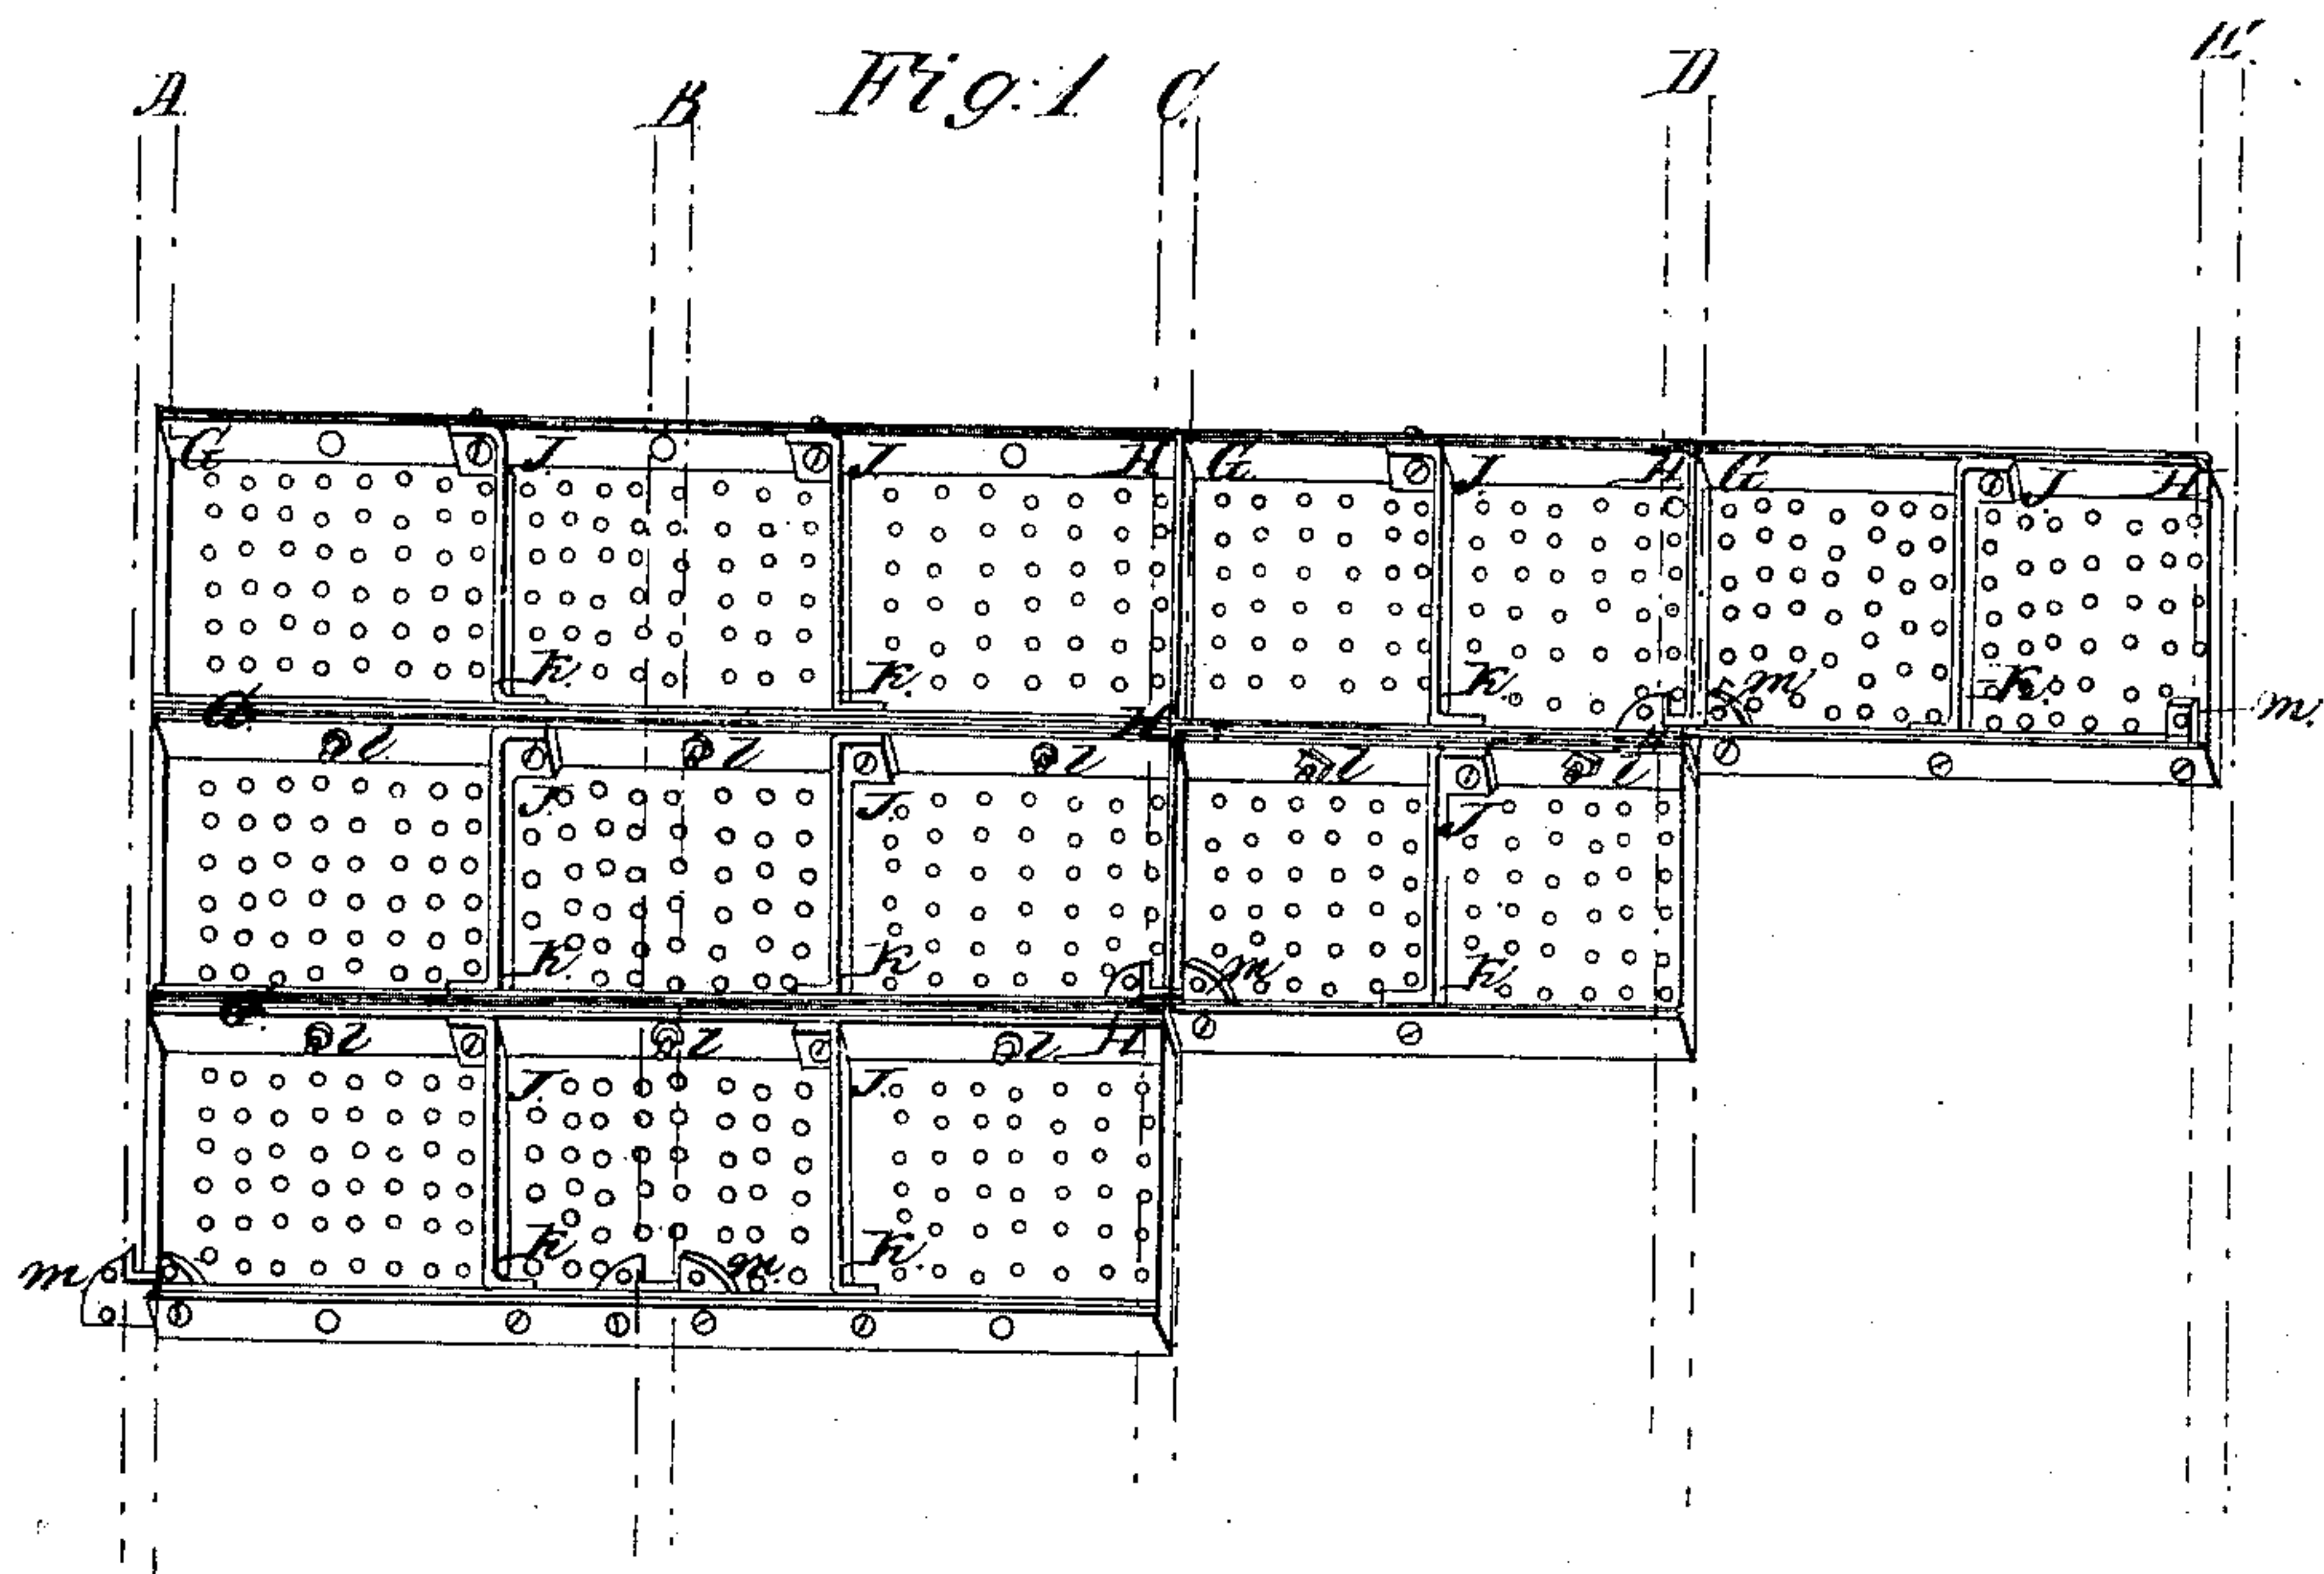 A. B. Fig. 1 C. D. E.
G J. J. H G. J. H G J. H
k. k. k. m k.
G. H m.
l l l l l
J. J. J
k. k m k.
G. l l l H
J. J.
k k.
m m.